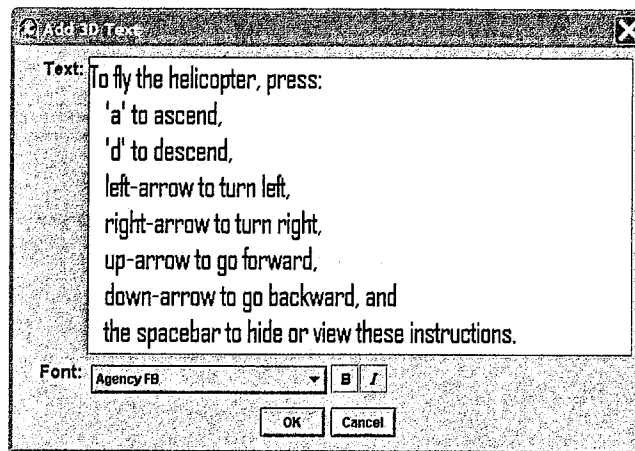 Add 3D Text
Text:
To fly the helicopter, press:
'a' to ascend,
'd' to descend,
left-arrow to turn left,
right-arrow to turn right,
up-arrow to go forward,
down-arrow to go backward, and
the spacebar to hide or view these instructions.
Font: Agency FB B I
OK Cancel